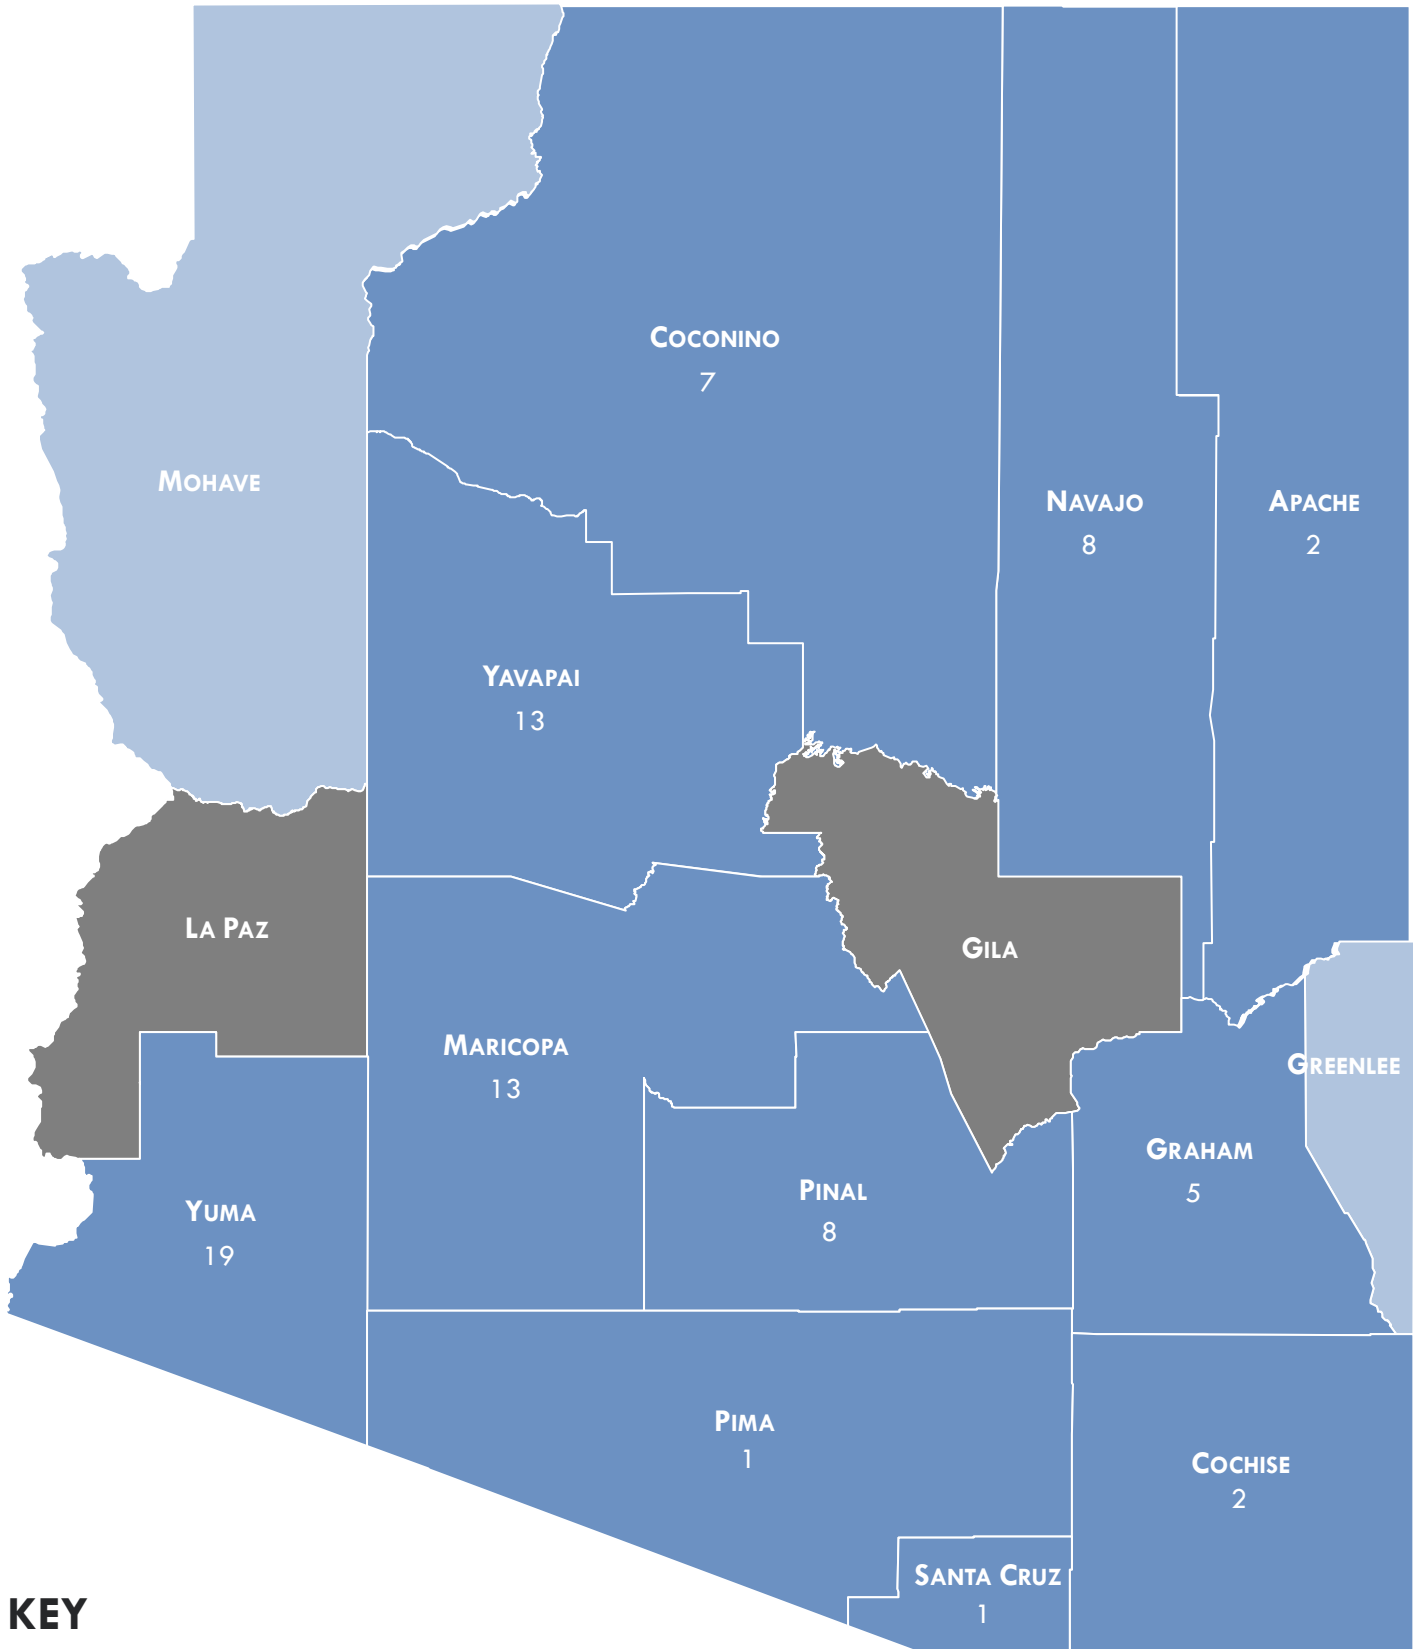 COCONINO
7
MOHAVE
NAVAJO
8
APACHE
2
YAVAPAI
13
LA PAZ
GILA
MARICOPA
13
GREENLEE
GRAHAM
5
PINAL
8
YUMA
19
PIMA
1
COCHISE
2
SANTA CRUZ
1
KEY